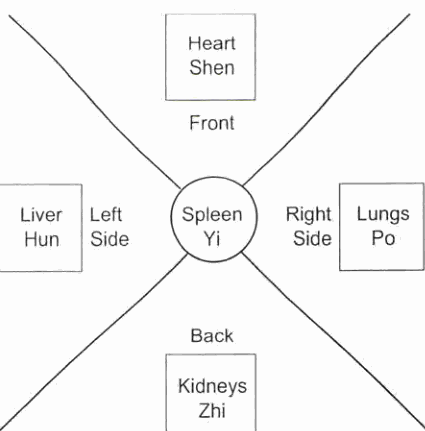 Heart
Shen
Front
Liver
Hun
Left
Side
Spleen
Yi
Right
Side
Lungs
Po
Back
Kidneys
Zhi